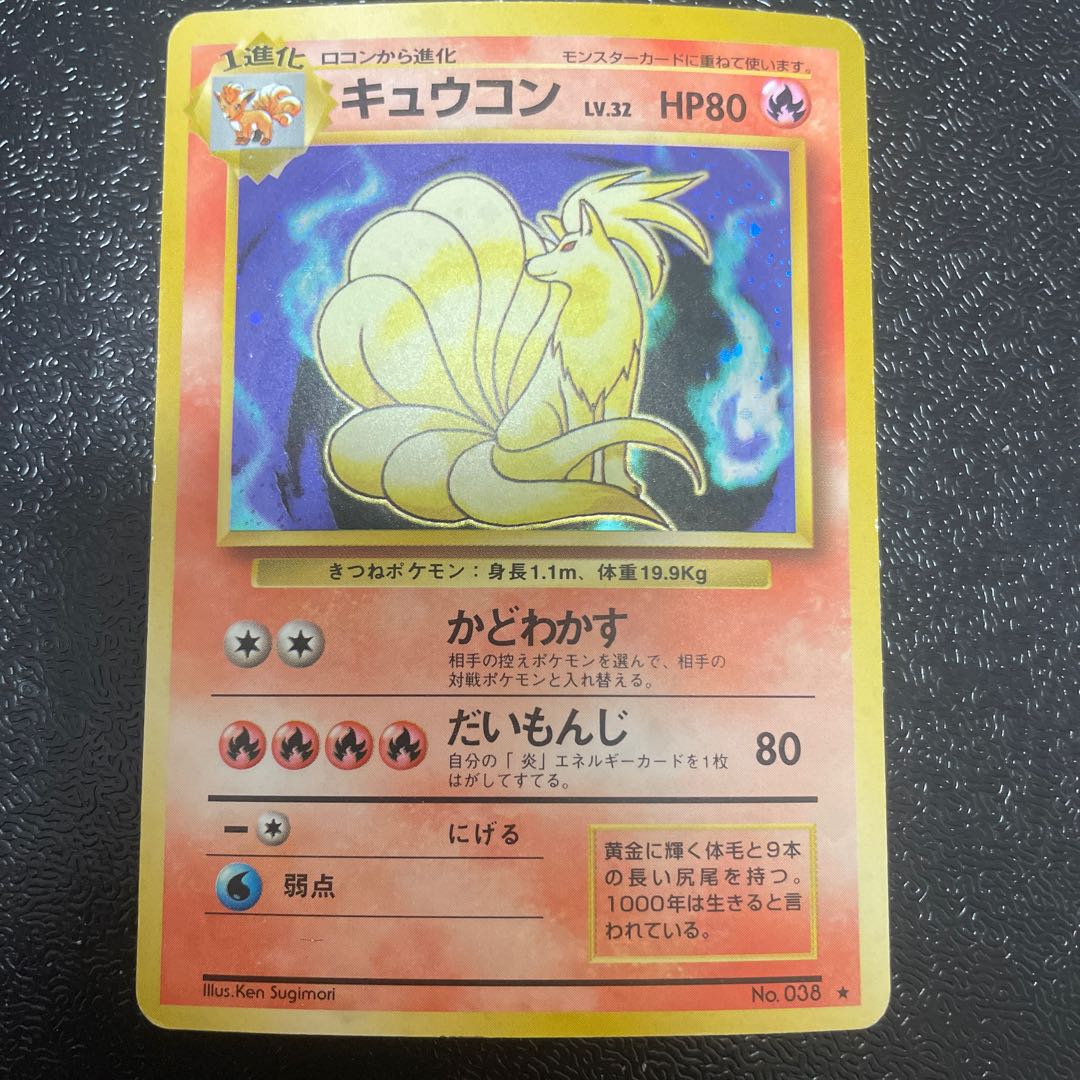 1進化
ロコンから進化
モンスターカードに重ねて使います。
キュウコン LV.32 HP80
きつねポケモン：身長1.1m、体重19.9Kg
かどわかす
相手の控えポケモンを選んで、相手の
対戦ポケモンと入れ替える。
だいもんじ 80
自分の「炎」エネルギーカードを1枚
はがしてすてる。
ー にげる
弱点
黄金に輝く体毛と9本
の長い尻尾を持つ。
1000年は生きると言
われている。
Illus.Ken Sugimori
No. 038 ★